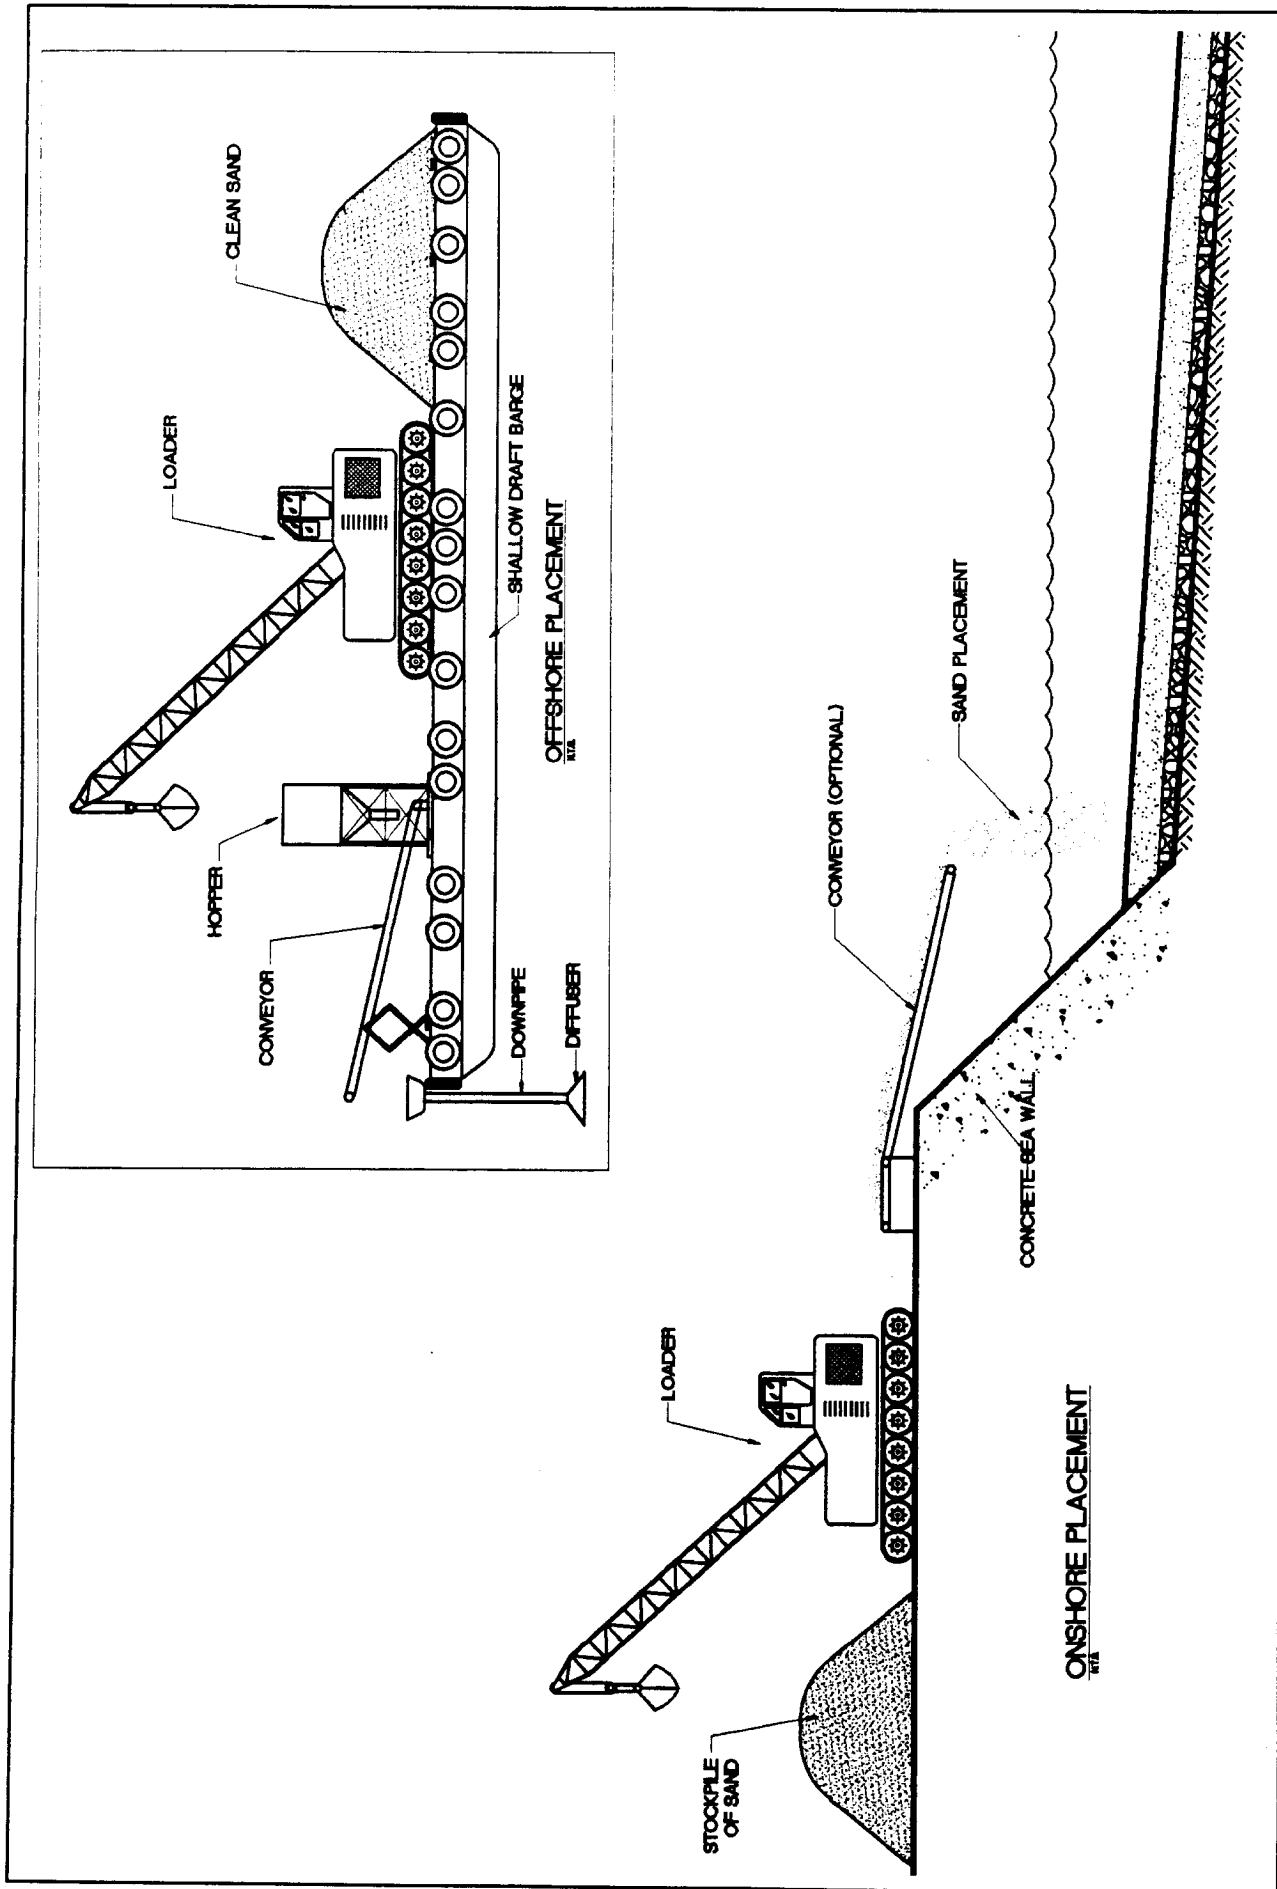 CLEAN SAND
LOADER
HOPPER
CONVEYOR
SHALLOW DRAFT BARGE
DOWNPIPE
DIFFUSER
OFFSHORE PLACEMENT
N.T.S.
SAND PLACEMENT
CONVEYOR (OPTIONAL)
CONCRETE SEA WALL
LOADER
STOCKPILE
OF SAND
ONSHORE PLACEMENT
N.T.S.